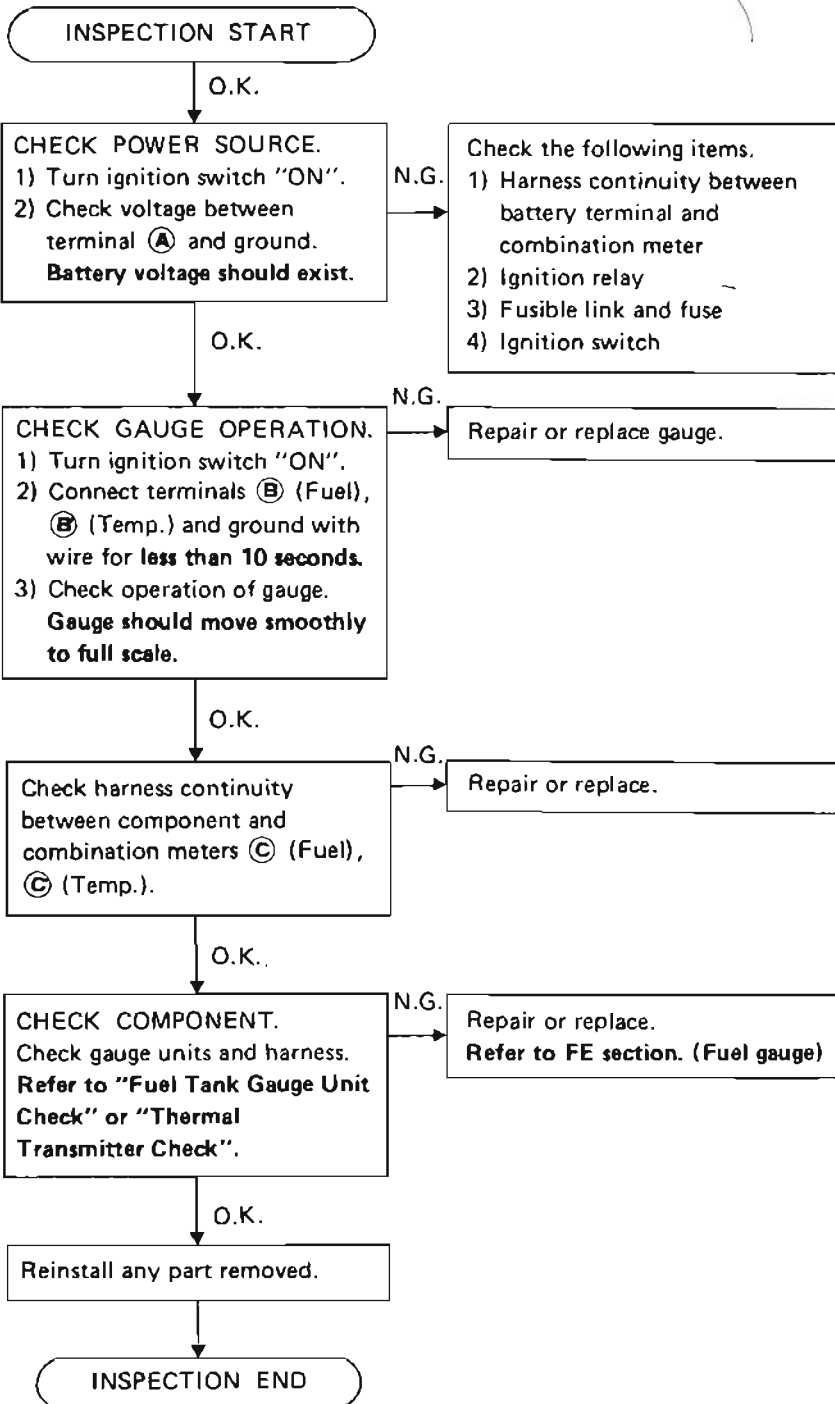 INSPECTION START
O.K.
CHECK POWER SOURCE.
1) Turn ignition switch "ON".
2) Check voltage between
terminal Ⓐ and ground.
Battery voltage should exist.
N.G.
Check the following items.
1) Harness continuity between
battery terminal and
combination meter
2) Ignition relay
3) Fusible link and fuse
4) Ignition switch
O.K.
CHECK GAUGE OPERATION.
1) Turn ignition switch "ON".
2) Connect terminals Ⓑ (Fuel),
Ⓑ' (Temp.) and ground with
wire for less than 10 seconds.
3) Check operation of gauge.
Gauge should move smoothly
to full scale.
N.G.
Repair or replace gauge.
O.K.
Check harness continuity
between component and
combination meters Ⓒ (Fuel),
Ⓒ' (Temp.).
N.G.
Repair or replace.
O.K.
CHECK COMPONENT.
Check gauge units and harness.
Refer to "Fuel Tank Gauge Unit
Check" or "Thermal
Transmitter Check".
N.G.
Repair or replace.
Refer to FE section. (Fuel gauge)
O.K.
Reinstall any part removed.
INSPECTION END